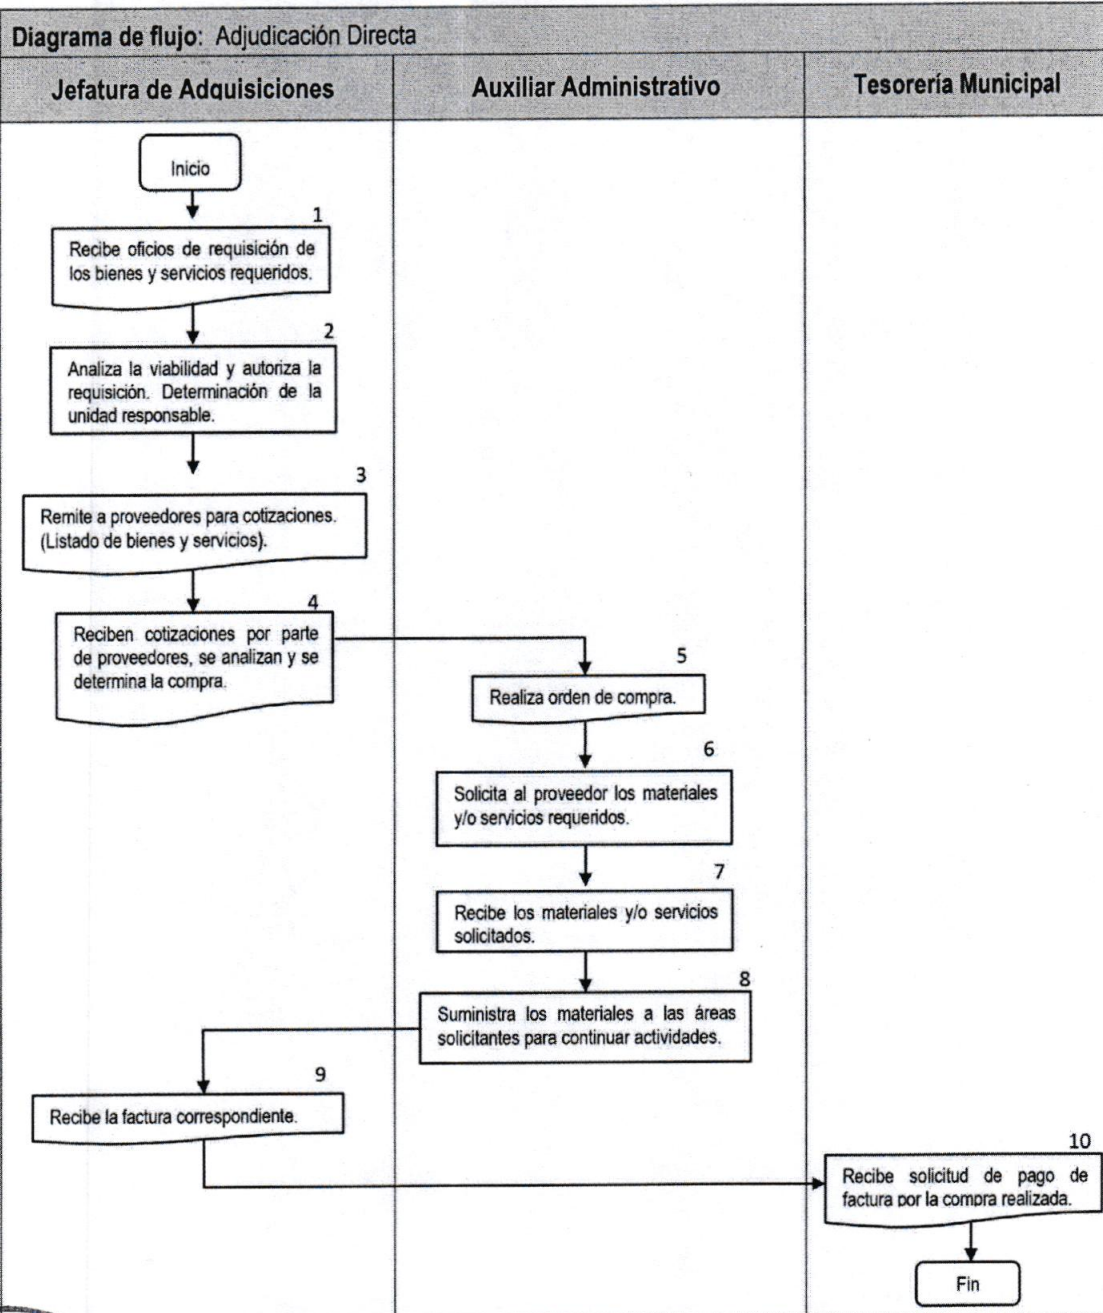 Diagrama de flujo: Adjudicación Directa
Jefatura de Adquisiciones
Auxiliar Administrativo
Tesorería Municipal
Inicio
1
Recibe oficios de requisición de
los bienes y servicios requeridos.
2
Analiza la viabilidad y autoriza la
requisición. Determinación de la
unidad responsable.
3
Remite a proveedores para cotizaciones.
(Listado de bienes y servicios).
4
Reciben cotizaciones por parte
de proveedores, se analizan y se
determina la compra.
5
Realiza orden de compra.
6
Solicita al proveedor los materiales
y/o servicios requeridos.
7
Recibe los materiales y/o servicios
solicitados.
8
Suministra los materiales a las áreas
solicitantes para continuar actividades.
9
Recibe la factura correspondiente.
10
Recibe solicitud de pago de
factura por la compra realizada.
Fin